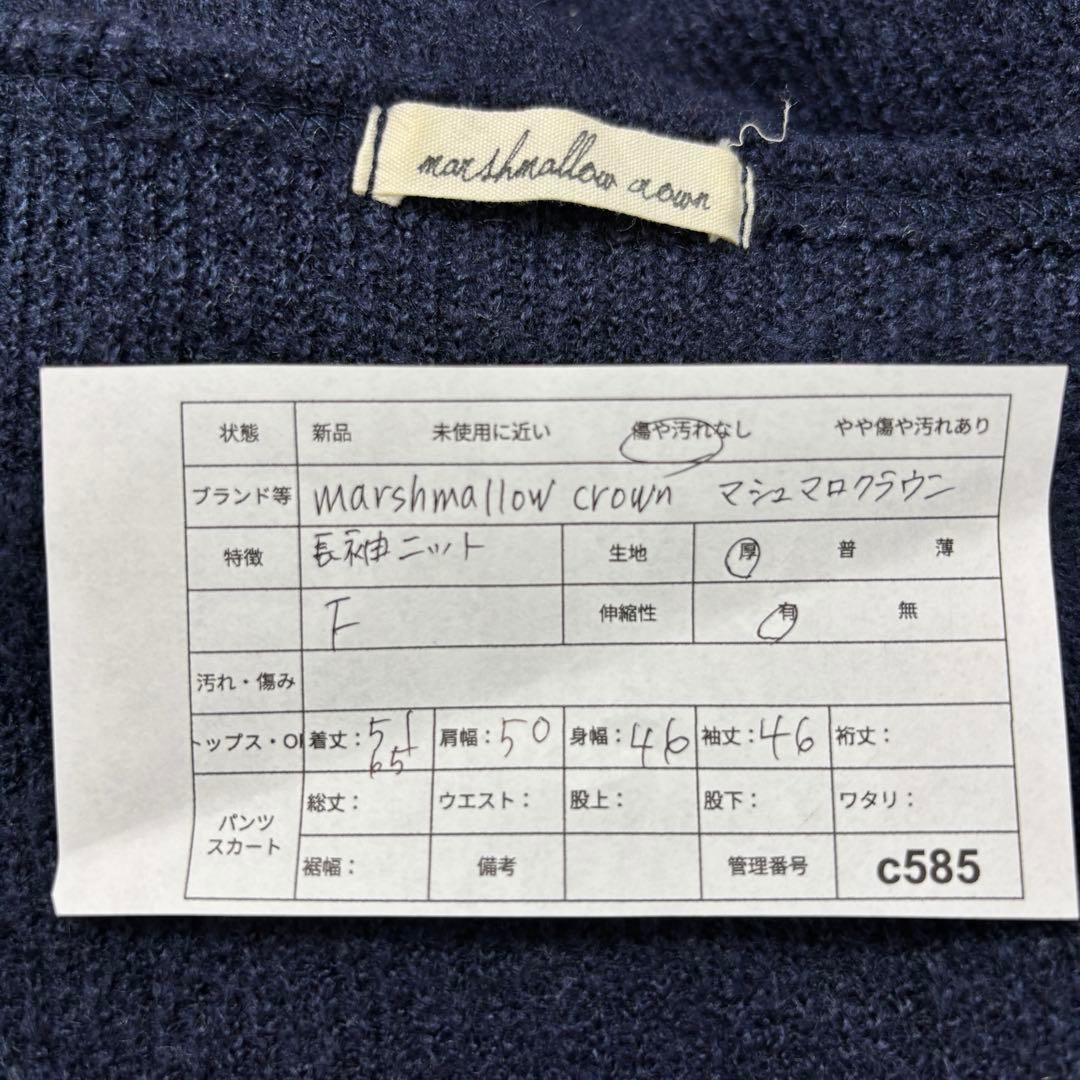 marshmallow crown
状態 新品 未使用に近い 傷や汚れなし やや傷や汚れあり
ブランド等 marshmallow crown マシュマロクラウン
特徴 長袖ニット 生地 厚 普 薄
F 伸縮性 有 無
汚れ・傷み
トップス・O 着丈:51 肩幅:50 身幅:46 袖丈:46 裄丈:
65
パンツ 総丈: ウエスト: 股上: 股下: ワタリ:
スカート 裾幅: 備考 管理番号 c585